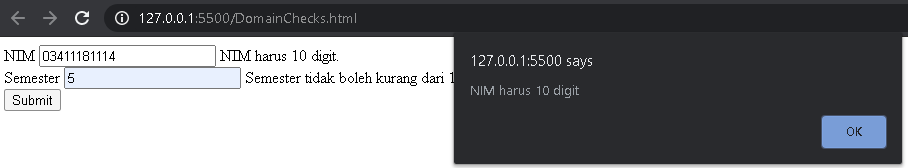 127.0.0.1:5500/DomainChecks.html
NIM 03411181114 NIM harus 10 digit.
Semester 5 Semester tidak boleh kurang dari 1
Submit
127.0.0.1:5500 says
NIM harus 10 digit
OK